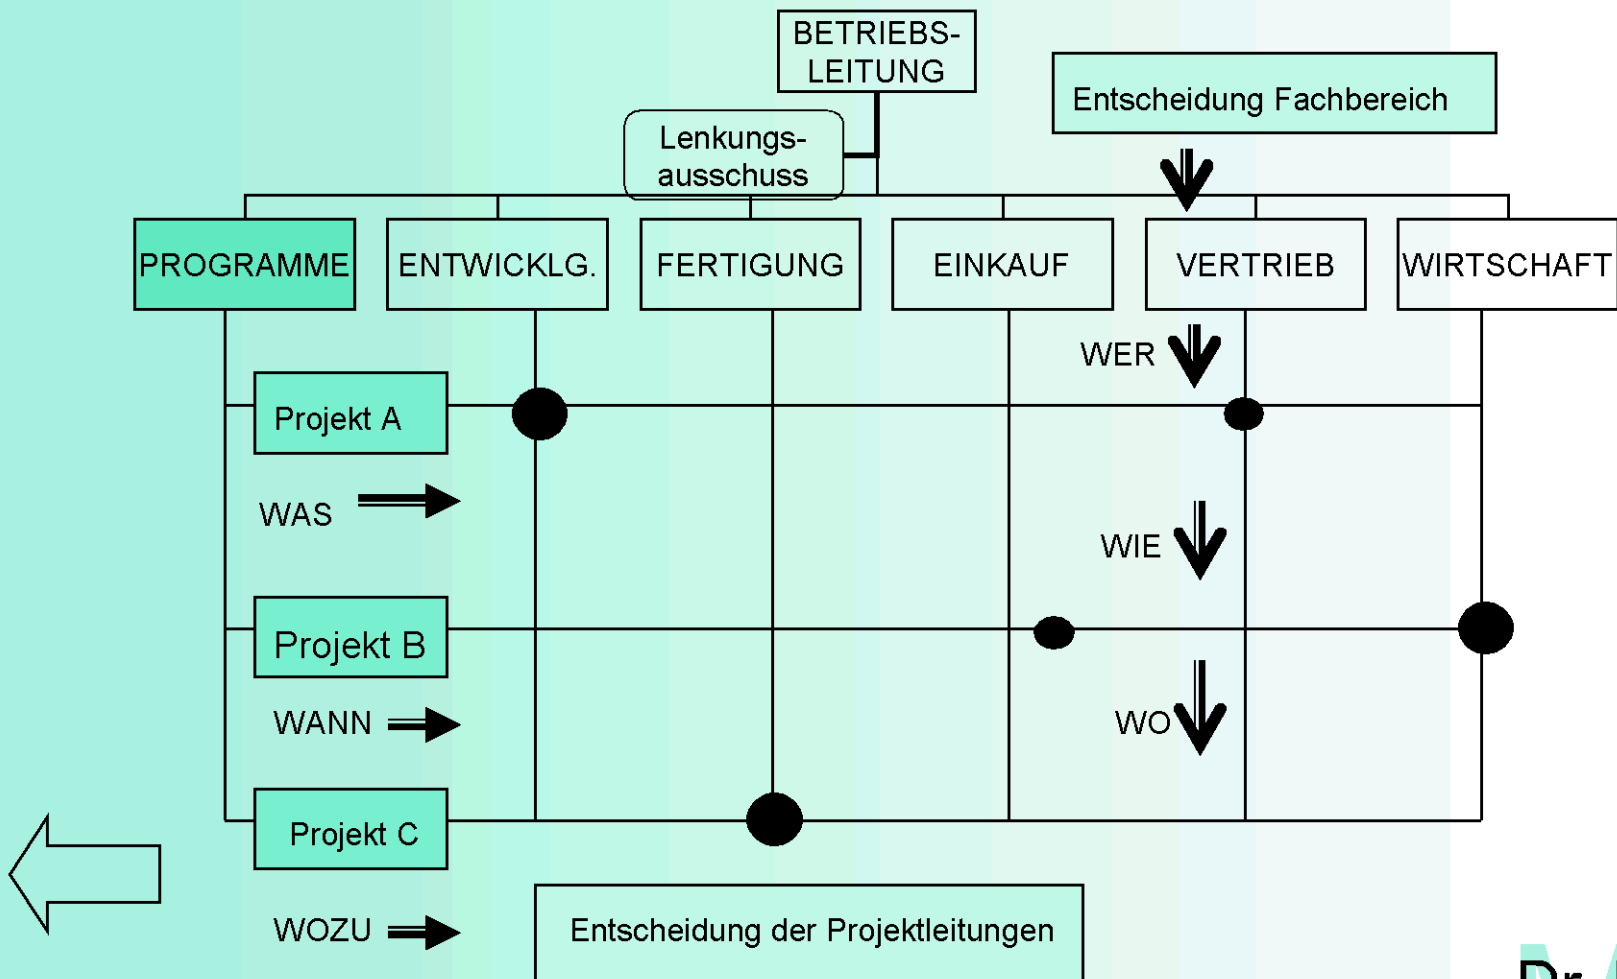 BETRIEBS-
LEITUNG
Entscheidung Fachbereich
Lenkungs-
ausschuss
PROGRAMME
ENTWICKLG.
FERTIGUNG
EINKAUF
VERTRIEB
WIRTSCHAFT
WER
Projekt A
WAS
WIE
Projekt B
WANN
WO
Projekt C
WOZU
Entscheidung der Projektleitungen